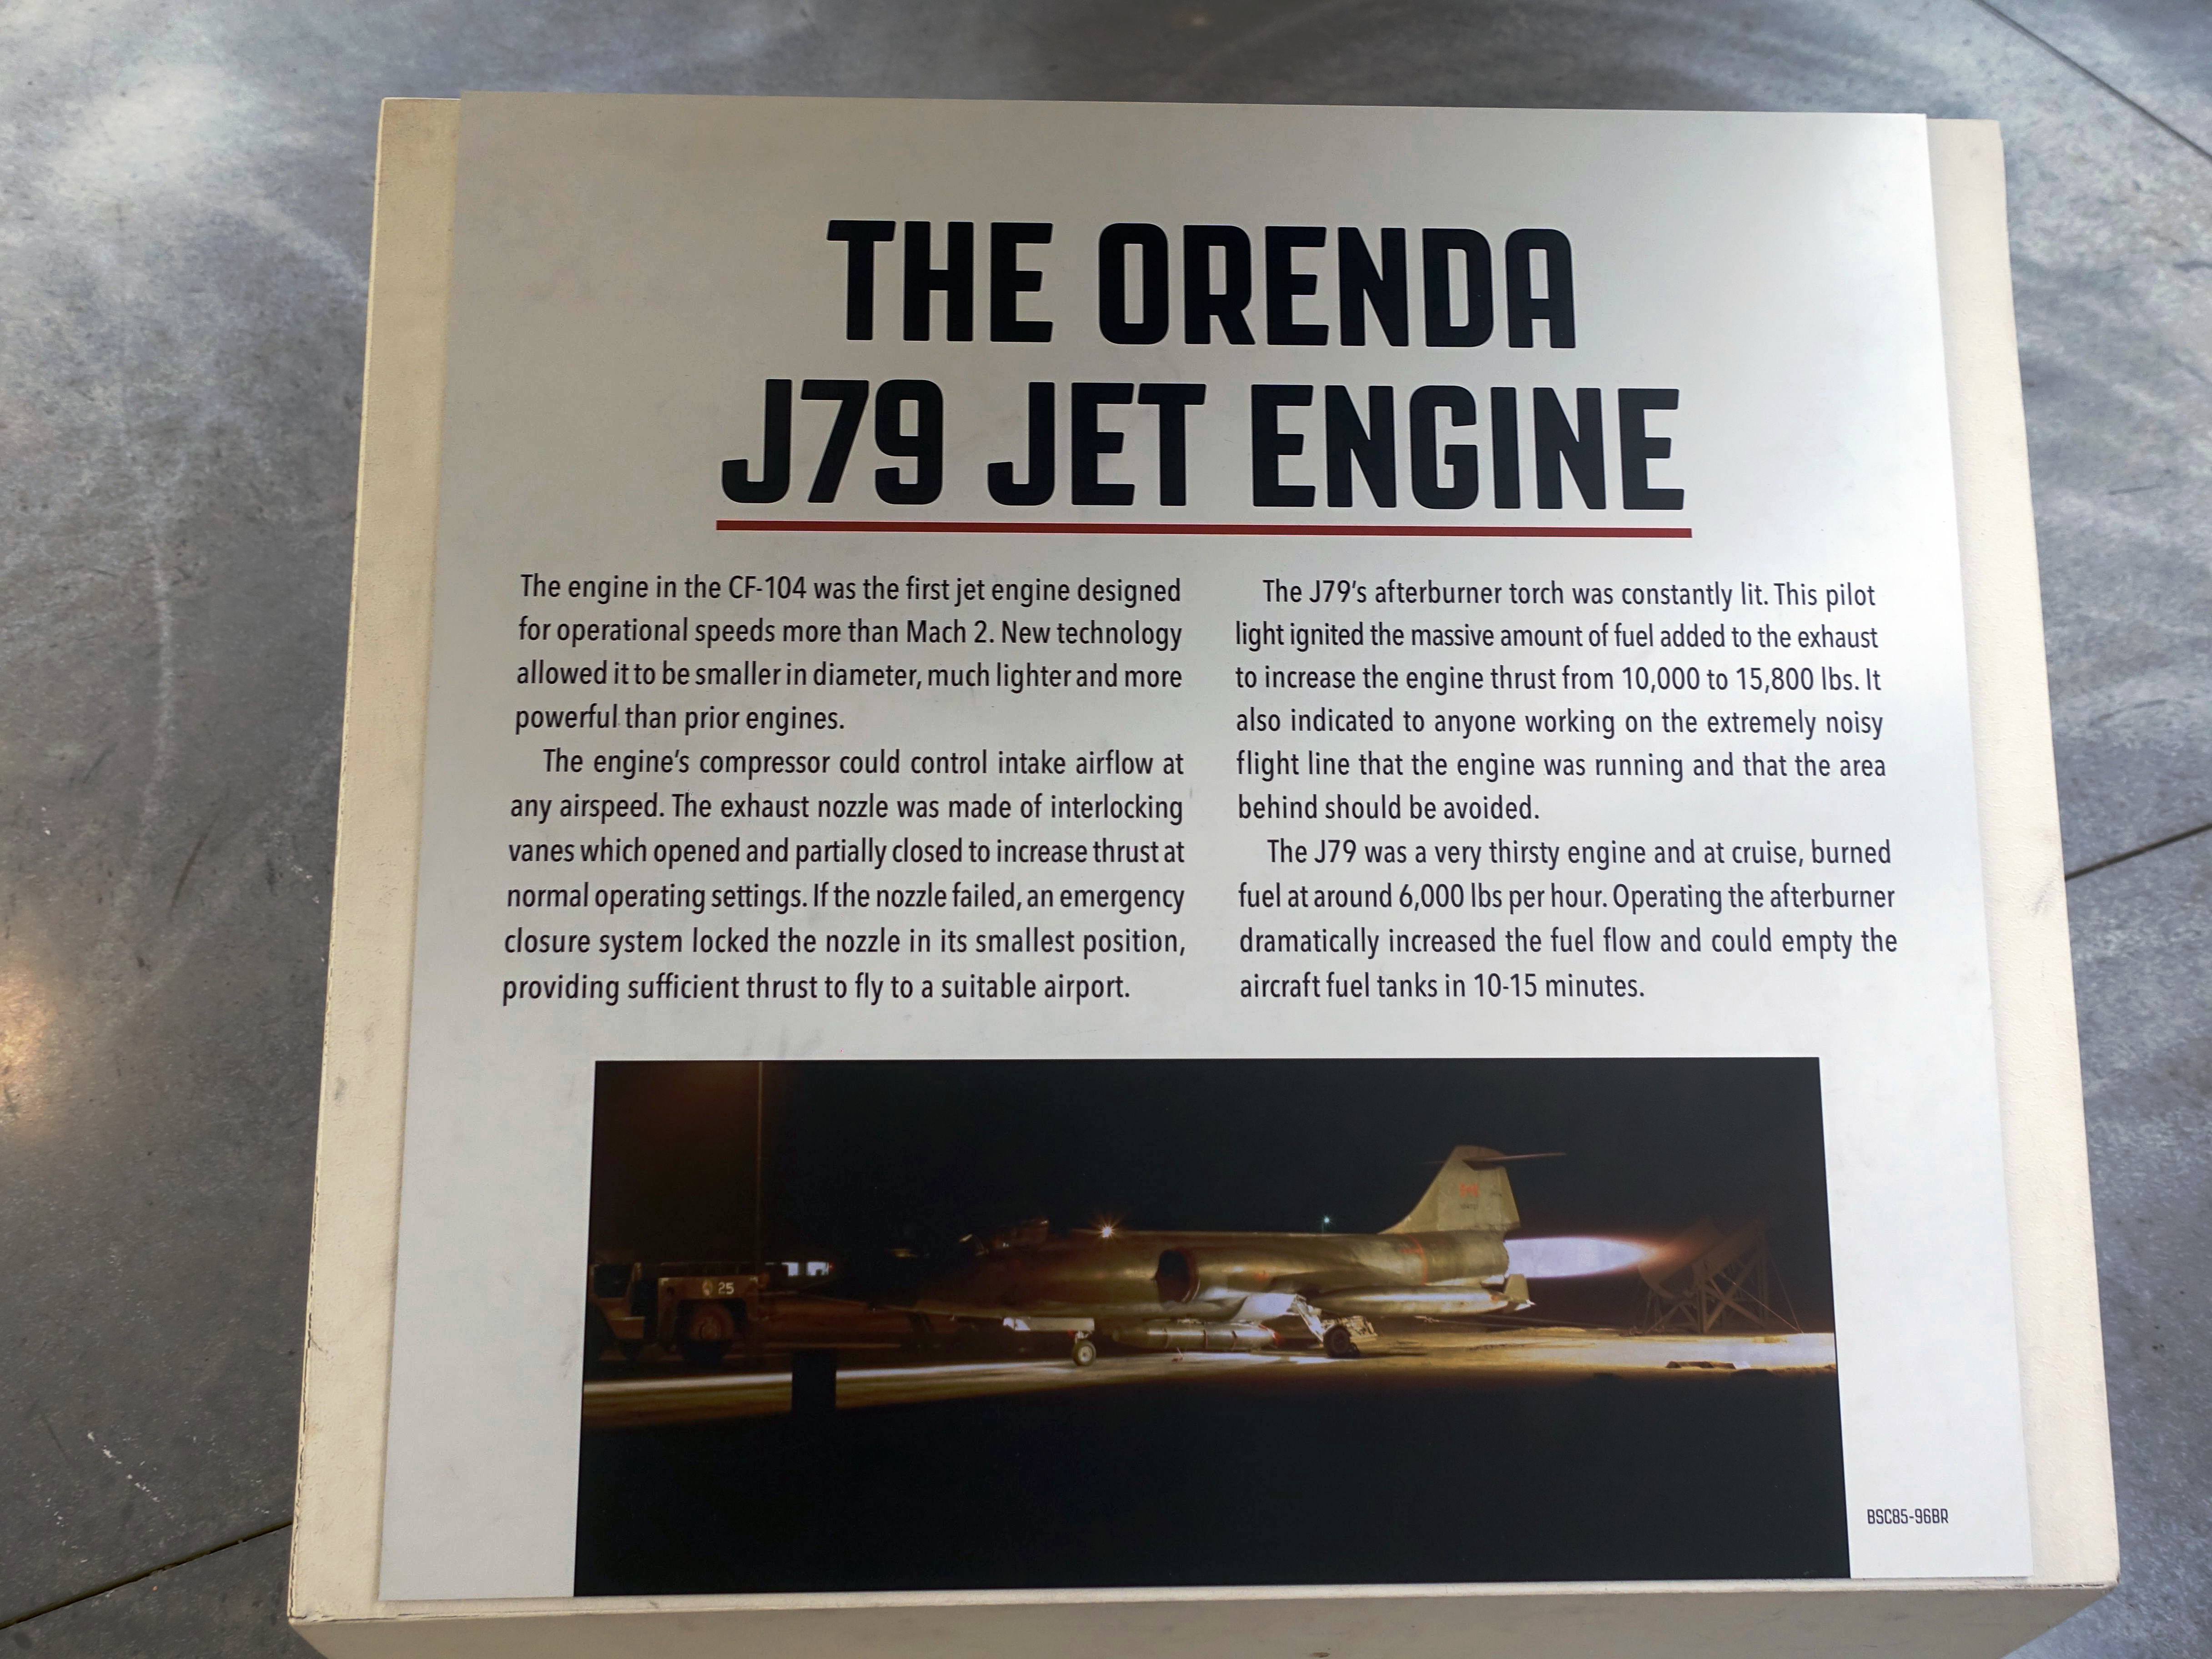 THE ORENDA
J79 JET ENGINE
The engine in the CF-104 was the first jet engine designed
for operational speeds more than Mach 2. New technology
allowed it to be smaller in diameter, much lighter and more
powerful than prior engines.
The engine's compressor could control intake airflow at
any airspeed. The exhaust nozzle was made of interlocking
vanes which opened and partially closed to increase thrust at
normal operating settings. If the nozzle failed, an emergency
closure system locked the nozzle in its smallest position,
providing sufficient thrust to fly to a suitable airport.
The J79's afterburner torch was constantly lit. This pilot
light ignited the massive amount of fuel added to the exhaust
to increase the engine thrust from 10,000 to 15,800 lbs. It
also indicated to anyone working on the extremely noisy
flight line that the engine was running and that the area
behind should be avoided.
The J79 was a very thirsty engine and at cruise, burned
fuel at around 6,000 lbs per hour. Operating the afterburner
dramatically increased the fuel flow and could empty the
aircraft fuel tanks in 10-15 minutes.
25
BSC85-96BR